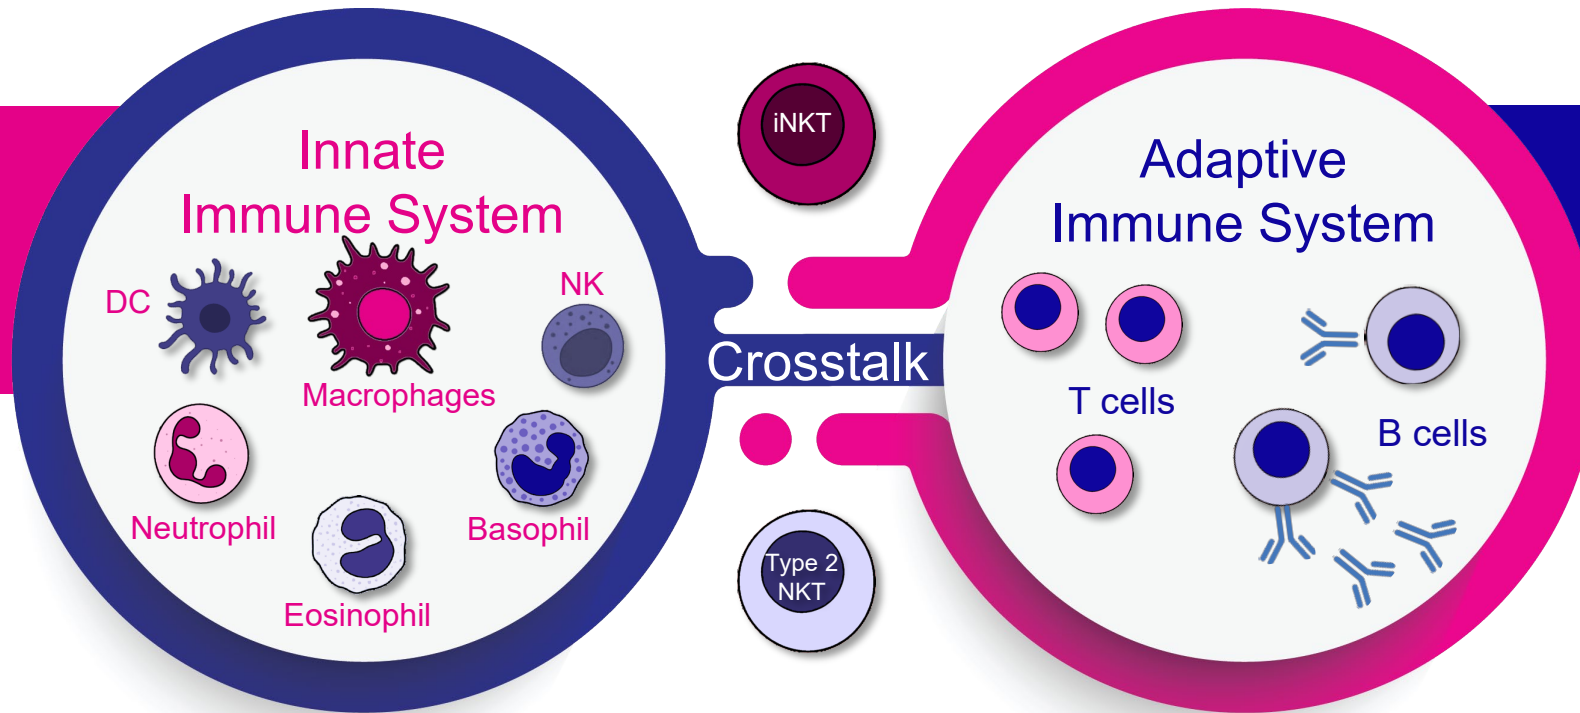 Innate
Immune System
DC
NK
Macrophages
Neutrophil
Basophil
Eosinophil
iNKT
Crosstalk
Type 2
NKT
Adaptive
Immune System
T cells
B cells